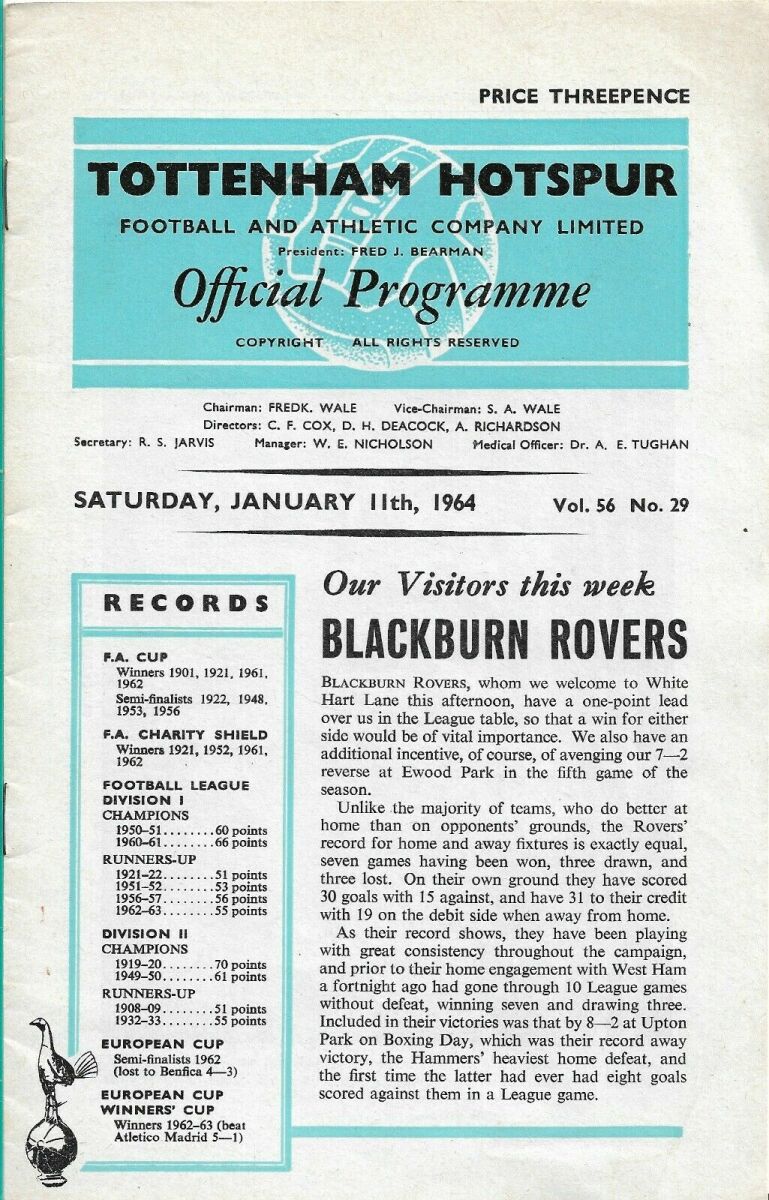 PRICE THREEPENCE
TOTTENHAM HOTSPUR
FOOTBALL AND ATHLETIC COMPANY LIMITED
President: FRED J. BEARMAN
Official Programme
COPYRIGHT ALL RIGHTS RESERVED
Chairman: FREDK. WALE Vice-Chairman: S. A. WALE
Directors: C. F. COX, D. H. DEACOCK, A. RICHARDSON
Secretary: R. S. JARVIS Manager: W. E. NICHOLSON Medical Officer: Dr. A. E. TUGHAN
SATURDAY, JANUARY 11th, 1964 Vol. 56 No. 29
RECORDS
F.A. CUP
Winners 1901, 1921, 1961,
1962
Semi-finalists 1922, 1948,
1953, 1956
F.A. CHARITY SHIELD
Winners 1921, 1952, 1961,
1962
FOOTBALL LEAGUE
DIVISION I
CHAMPIONS
1950–51........60 points
1960–61........66 points
RUNNERS-UP
1921–22........51 points
1951–52........53 points
1956–57........56 points
1962–63........55 points
DIVISION II
CHAMPIONS
1919–20........70 points
1949–50........61 points
RUNNERS-UP
1908–09........51 points
1932–33........55 points
EUROPEAN CUP
Semi-finalists 1962
(lost to Benfica 4—3)
EUROPEAN CUP
WINNERS' CUP
Winners 1962–63 (beat
Atletico Madrid 5—1)
Our Visitors this week
BLACKBURN ROVERS
BLACKBURN ROVERS, whom we welcome to White
Hart Lane this afternoon, have a one-point lead
over us in the League table, so that a win for either
side would be of vital importance. We also have an
additional incentive, of course, of avenging our 7—2
reverse at Ewood Park in the fifth game of the
season.
Unlike the majority of teams, who do better at
home than on opponents' grounds, the Rovers'
record for home and away fixtures is exactly equal,
seven games having been won, three drawn, and
three lost. On their own ground they have scored
30 goals with 15 against, and have 31 to their credit
with 19 on the debit side when away from home.
As their record shows, they have been playing
with great consistency throughout the campaign,
and prior to their home engagement with West Ham
a fortnight ago had gone through 10 League games
without defeat, winning seven and drawing three.
Included in their victories was that by 8—2 at Upton
Park on Boxing Day, which was their record away
victory, the Hammers' heaviest home defeat, and
the first time the latter had ever had eight goals
scored against them in a League game.